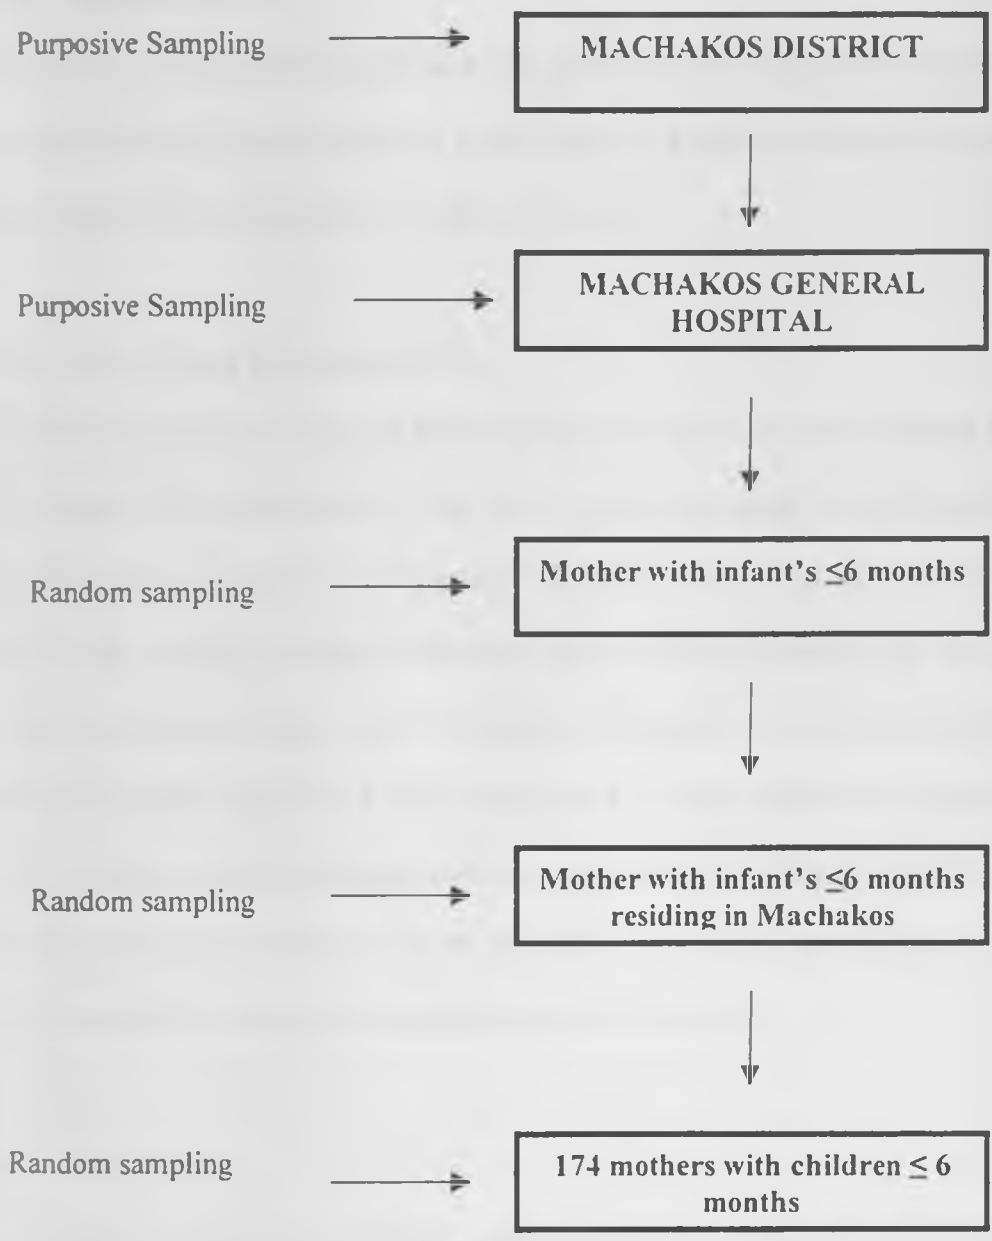 Purposive Sampling
MACHAKOS DISTRICT
Purposive Sampling
MACHAKOS GENERAL
HOSPITAL
Random sampling
Mother with infant's ≤6 months
Random sampling
Mother with infant's ≤6 months
residing in Machakos
Random sampling
174 mothers with children ≤ 6
months